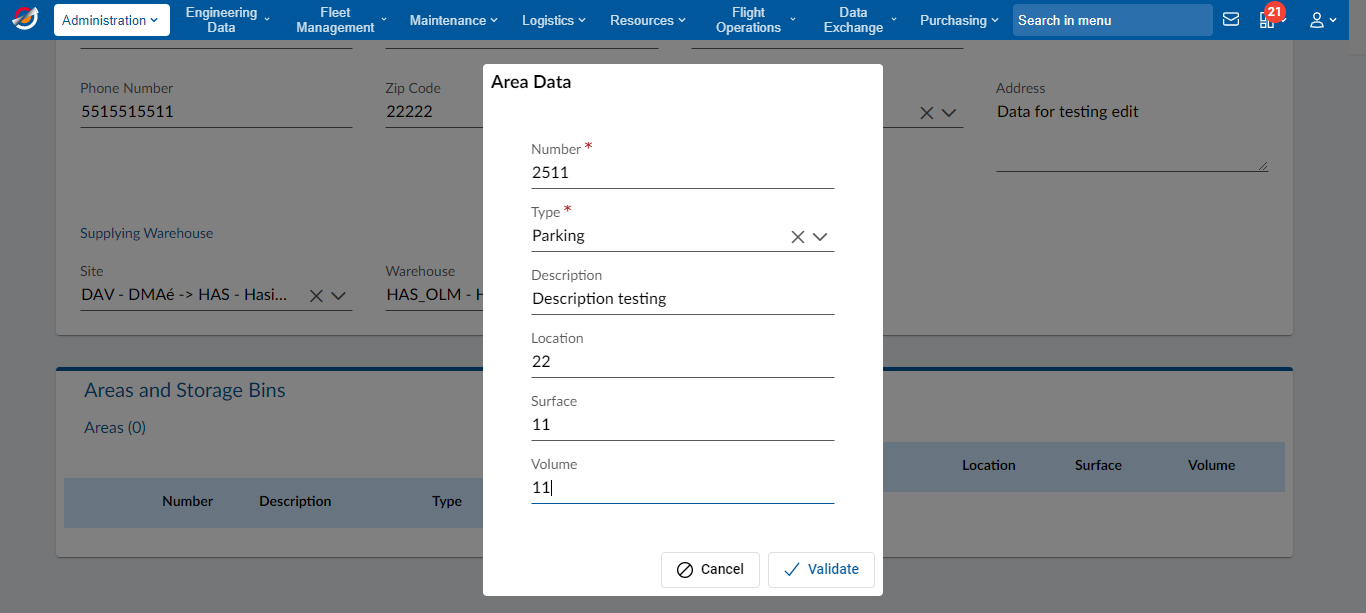 Administration
Engineering Data
Fleet Management
Maintenance
Logistics
Resources
Flight Operations
Data Exchange
Purchasing
Search in menu
21
Phone Number
5515515511
Zip Code
22222
Address
Data for testing edit
Supplying Warehouse
Site
DAV - DMAé -> HAS - Hasi...
Warehouse
HAS_OLM - H
Areas and Storage Bins
Areas (0)
Number Description Type
Location Surface Volume
Area Data
Number *
2511
Type *
Parking
Description
Description testing
Location
22
Surface
11
Volume
11
Cancel
Validate